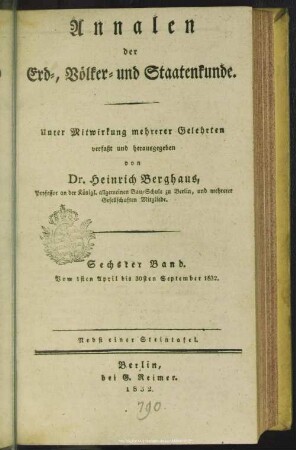 Annalen
der
Erd-, Völker- und Staatenkunde.
Unter Mitwirkung mehrerer Gelehrten
verfaßt und herausgegeben
von
Dr. Heinrich Berghaus,
Professor an der Königl. allgemeinen Bau-Schule zu Berlin, und mehrerer
Gesellschaften Mitgliede.
Sechster Band.
Vom 1sten April bis 30sten September 1832.
Nebst einer Steintafel.
Berlin,
bei G. Reimer.
1832.
790.